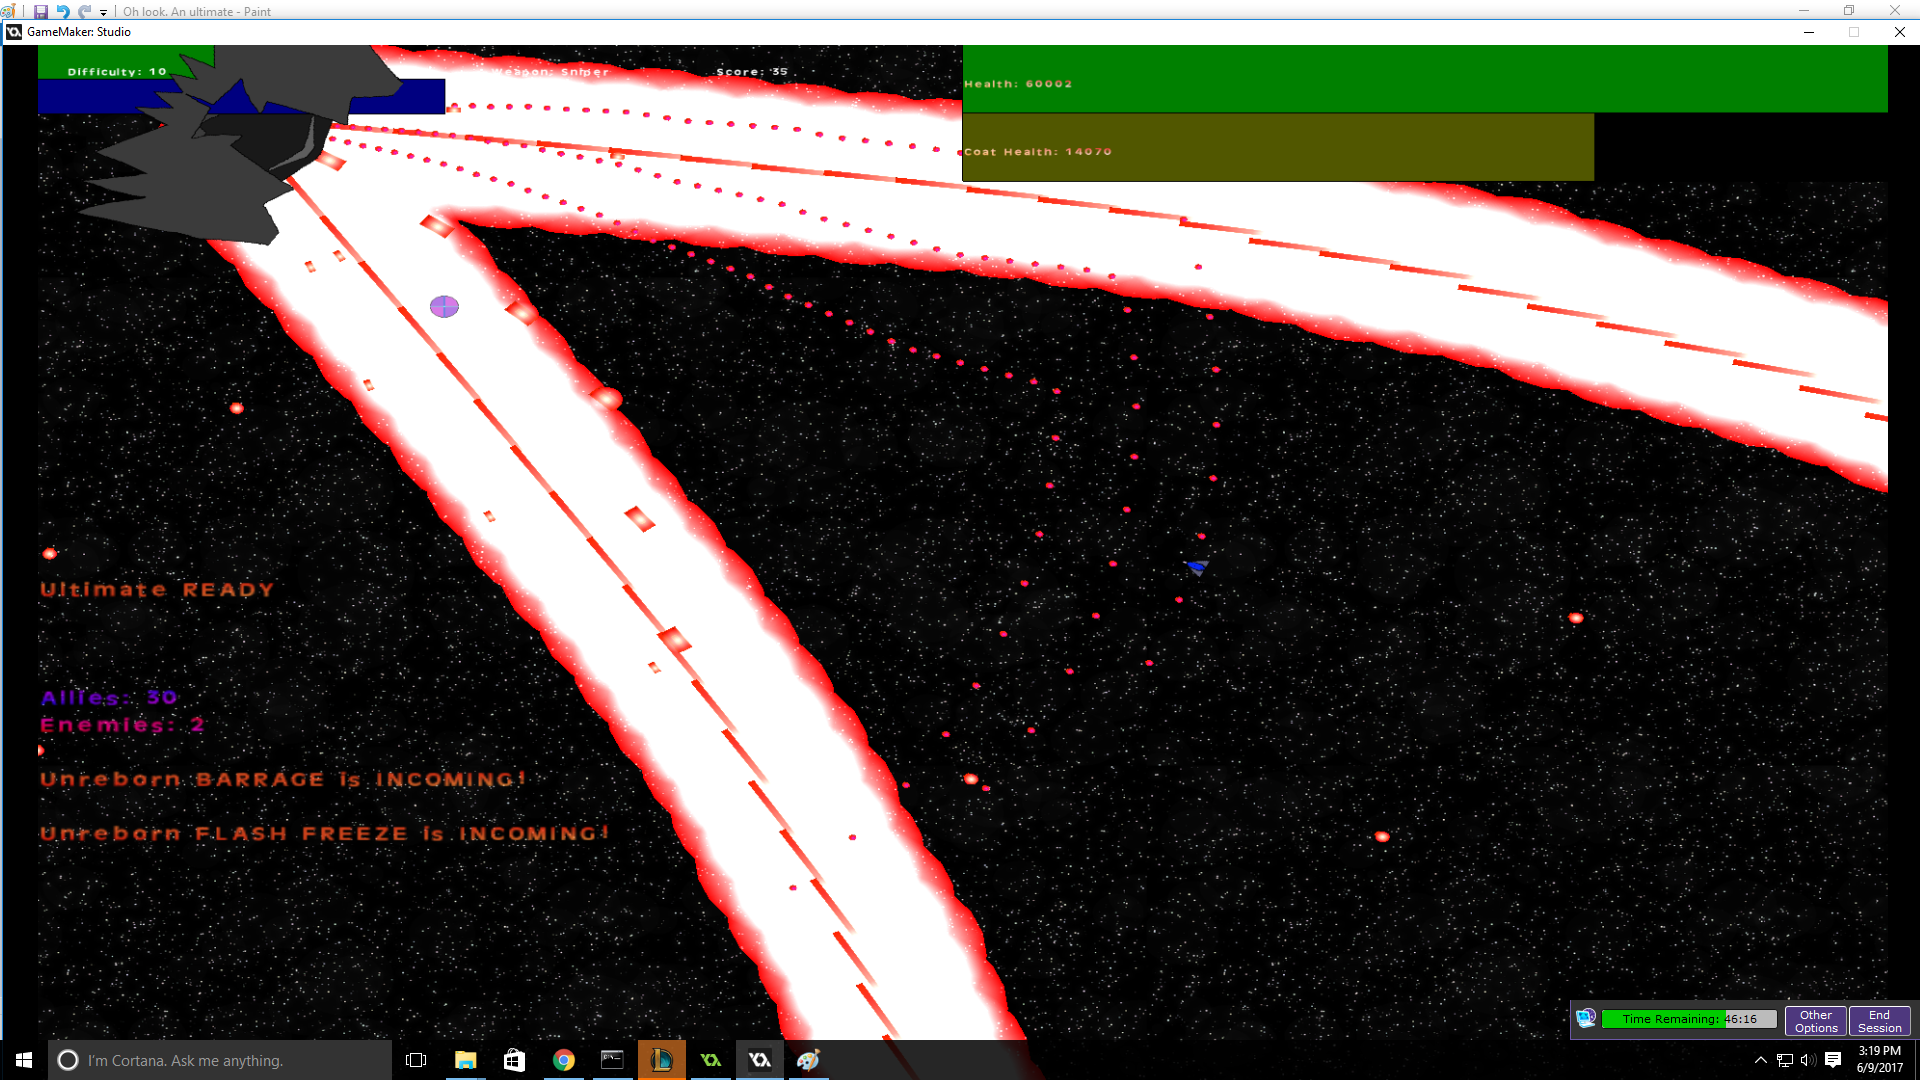 Oh look. An ultimate - Paint
GameMaker: Studio
Difficulty: 10
Weapon: Sniper
Score: 35
Health: 60002
Coat Health: 14070
Ultimate READY
Allies: 30
Enemies: 2
Unreborn BARRAGE is INCOMING!
Unreborn FLASH FREEZE is INCOMING!
Time Remaining: 46:16
Other Options
End Session
I'm Cortana. Ask me anything.
3:19 PM
6/9/2017